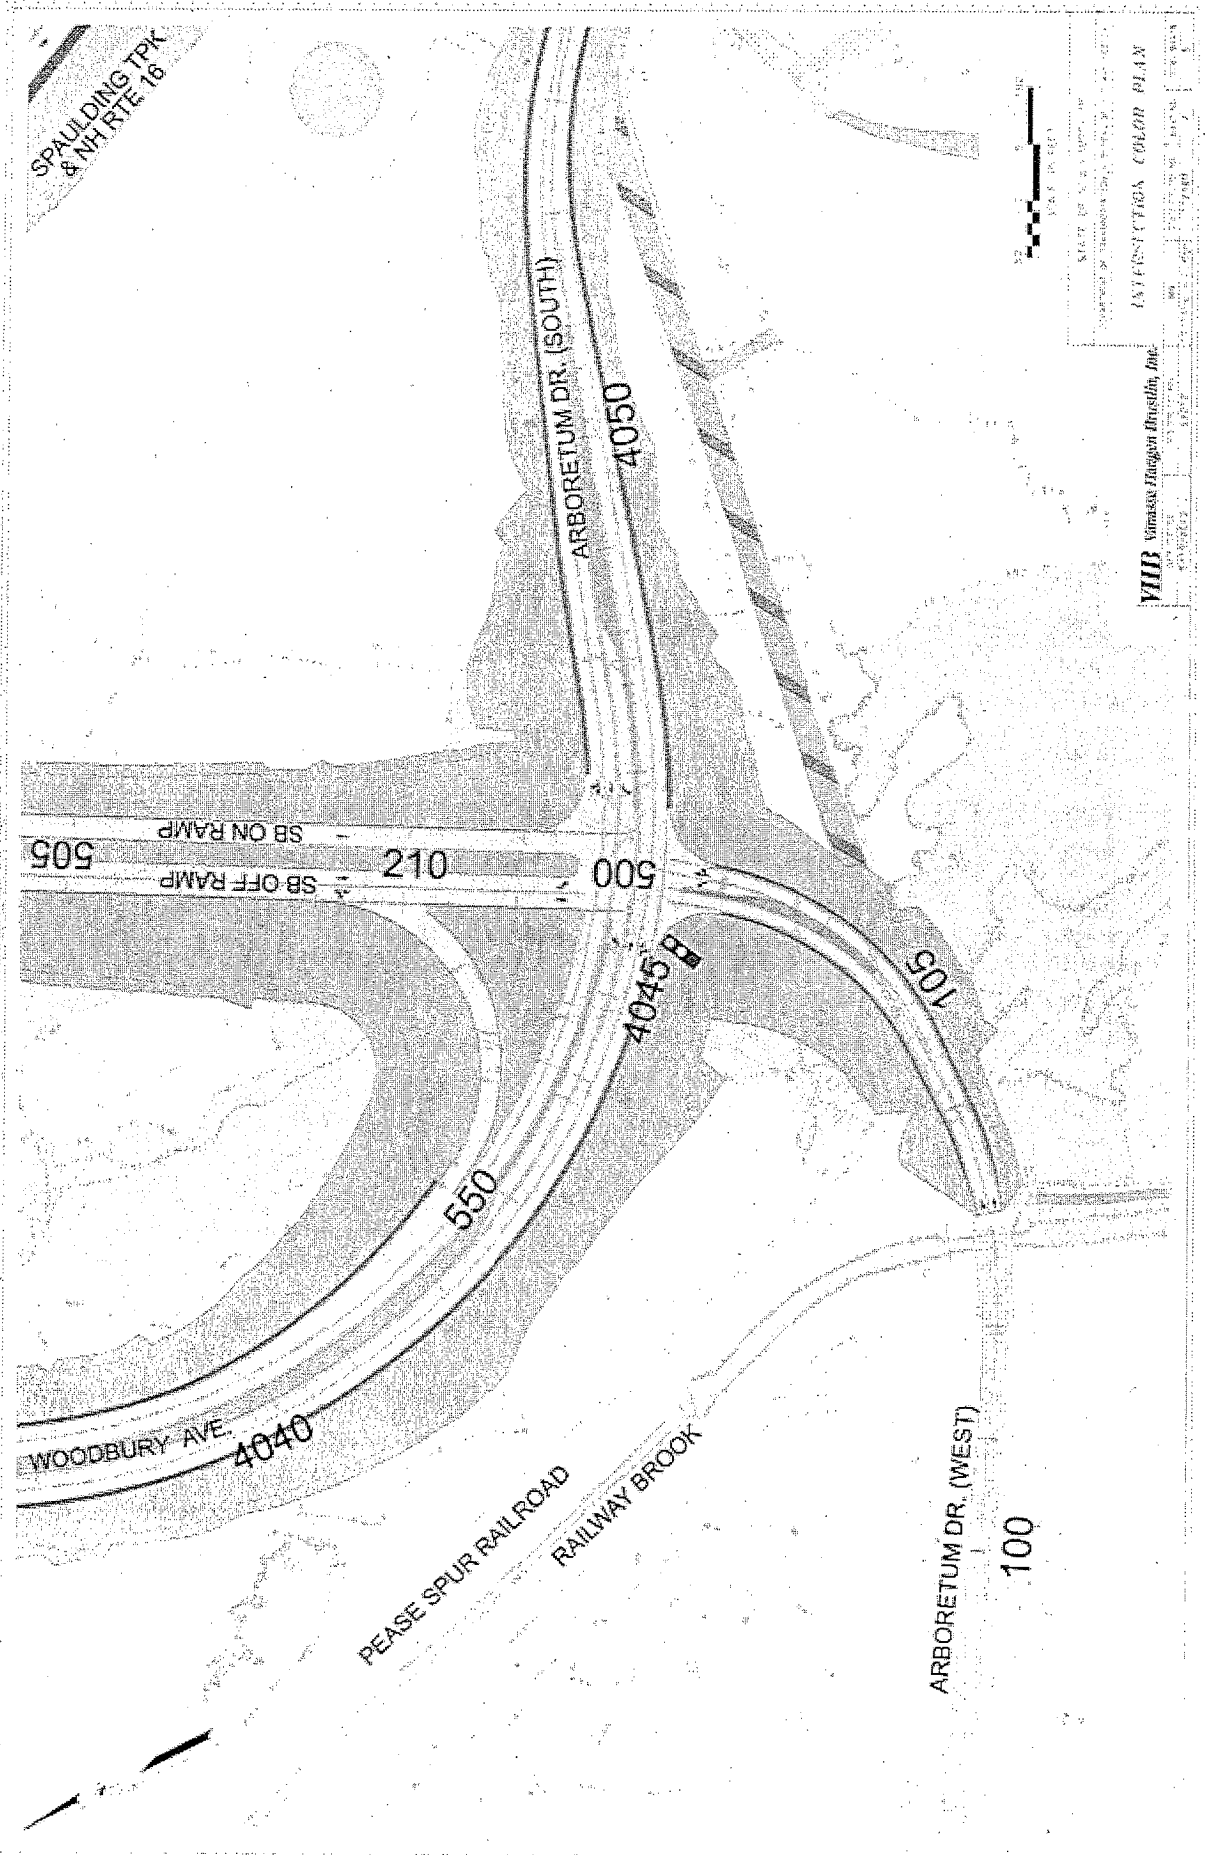 SPAULDING TPK
& NH RTE 16
ARBORETUM DR. (SOUTH)
4050
SB ON RAMP
505
210
SB OFF RAMP
500
4045
105
550
WOODBURY AVE.
4040
PEASE SPUR RAILROAD
RAILWAY BROOK
ARBORETUM DR. (WEST)
100
INTERSECTION COLOR PLAN
VHB Vanasse Hangen Brustlin, Inc.